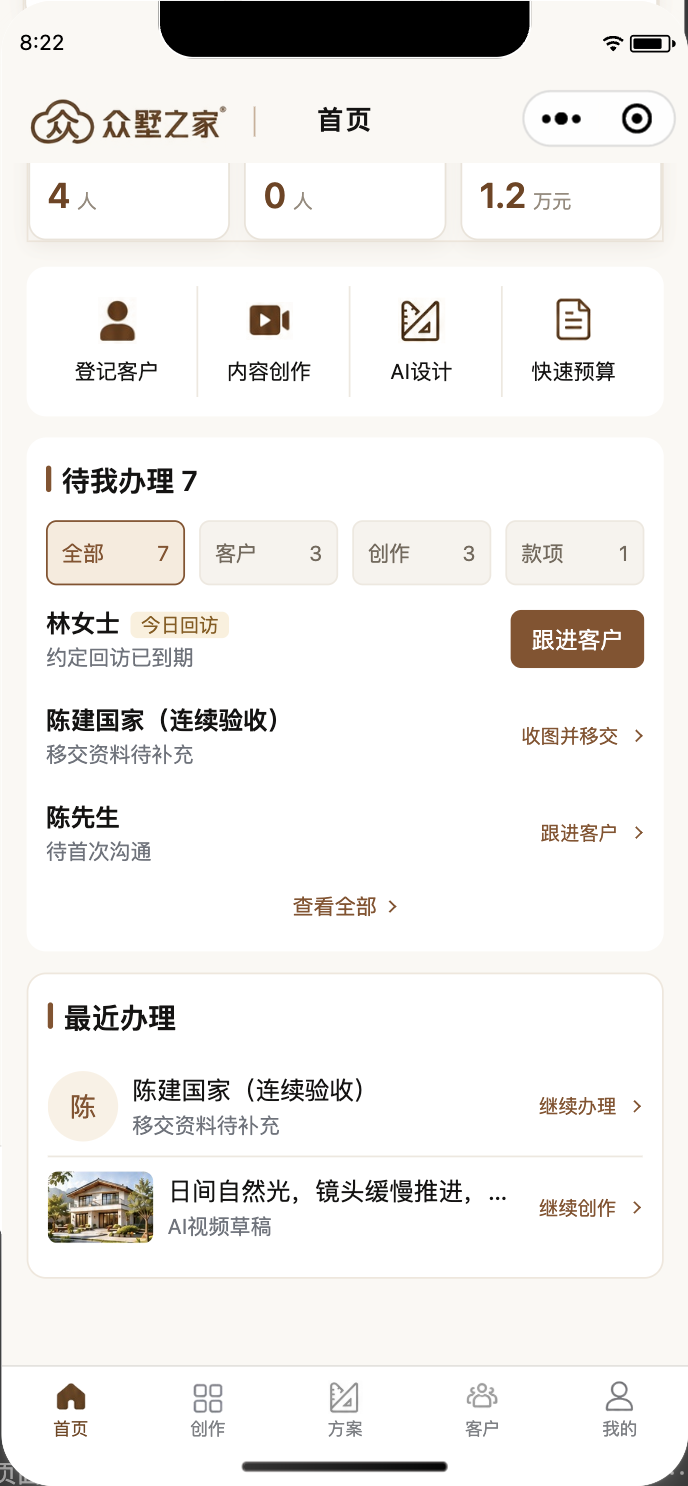 8:22
众墅之家®
首页
4 人
0 人
1.2 万元
登记客户
内容创作
AI设计
快速预算
待我办理 7
全部 7
客户 3
创作 3
款项 1
林女士 今日回访
约定回访已到期
跟进客户
陈建国家（连续验收）
移交资料待补充
收图并移交
陈先生
待首次沟通
跟进客户
查看全部
最近办理
陈
陈建国家（连续验收）
移交资料待补充
继续办理
日间自然光，镜头缓慢推进，...
AI视频草稿
继续创作
首页
创作
方案
客户
我的